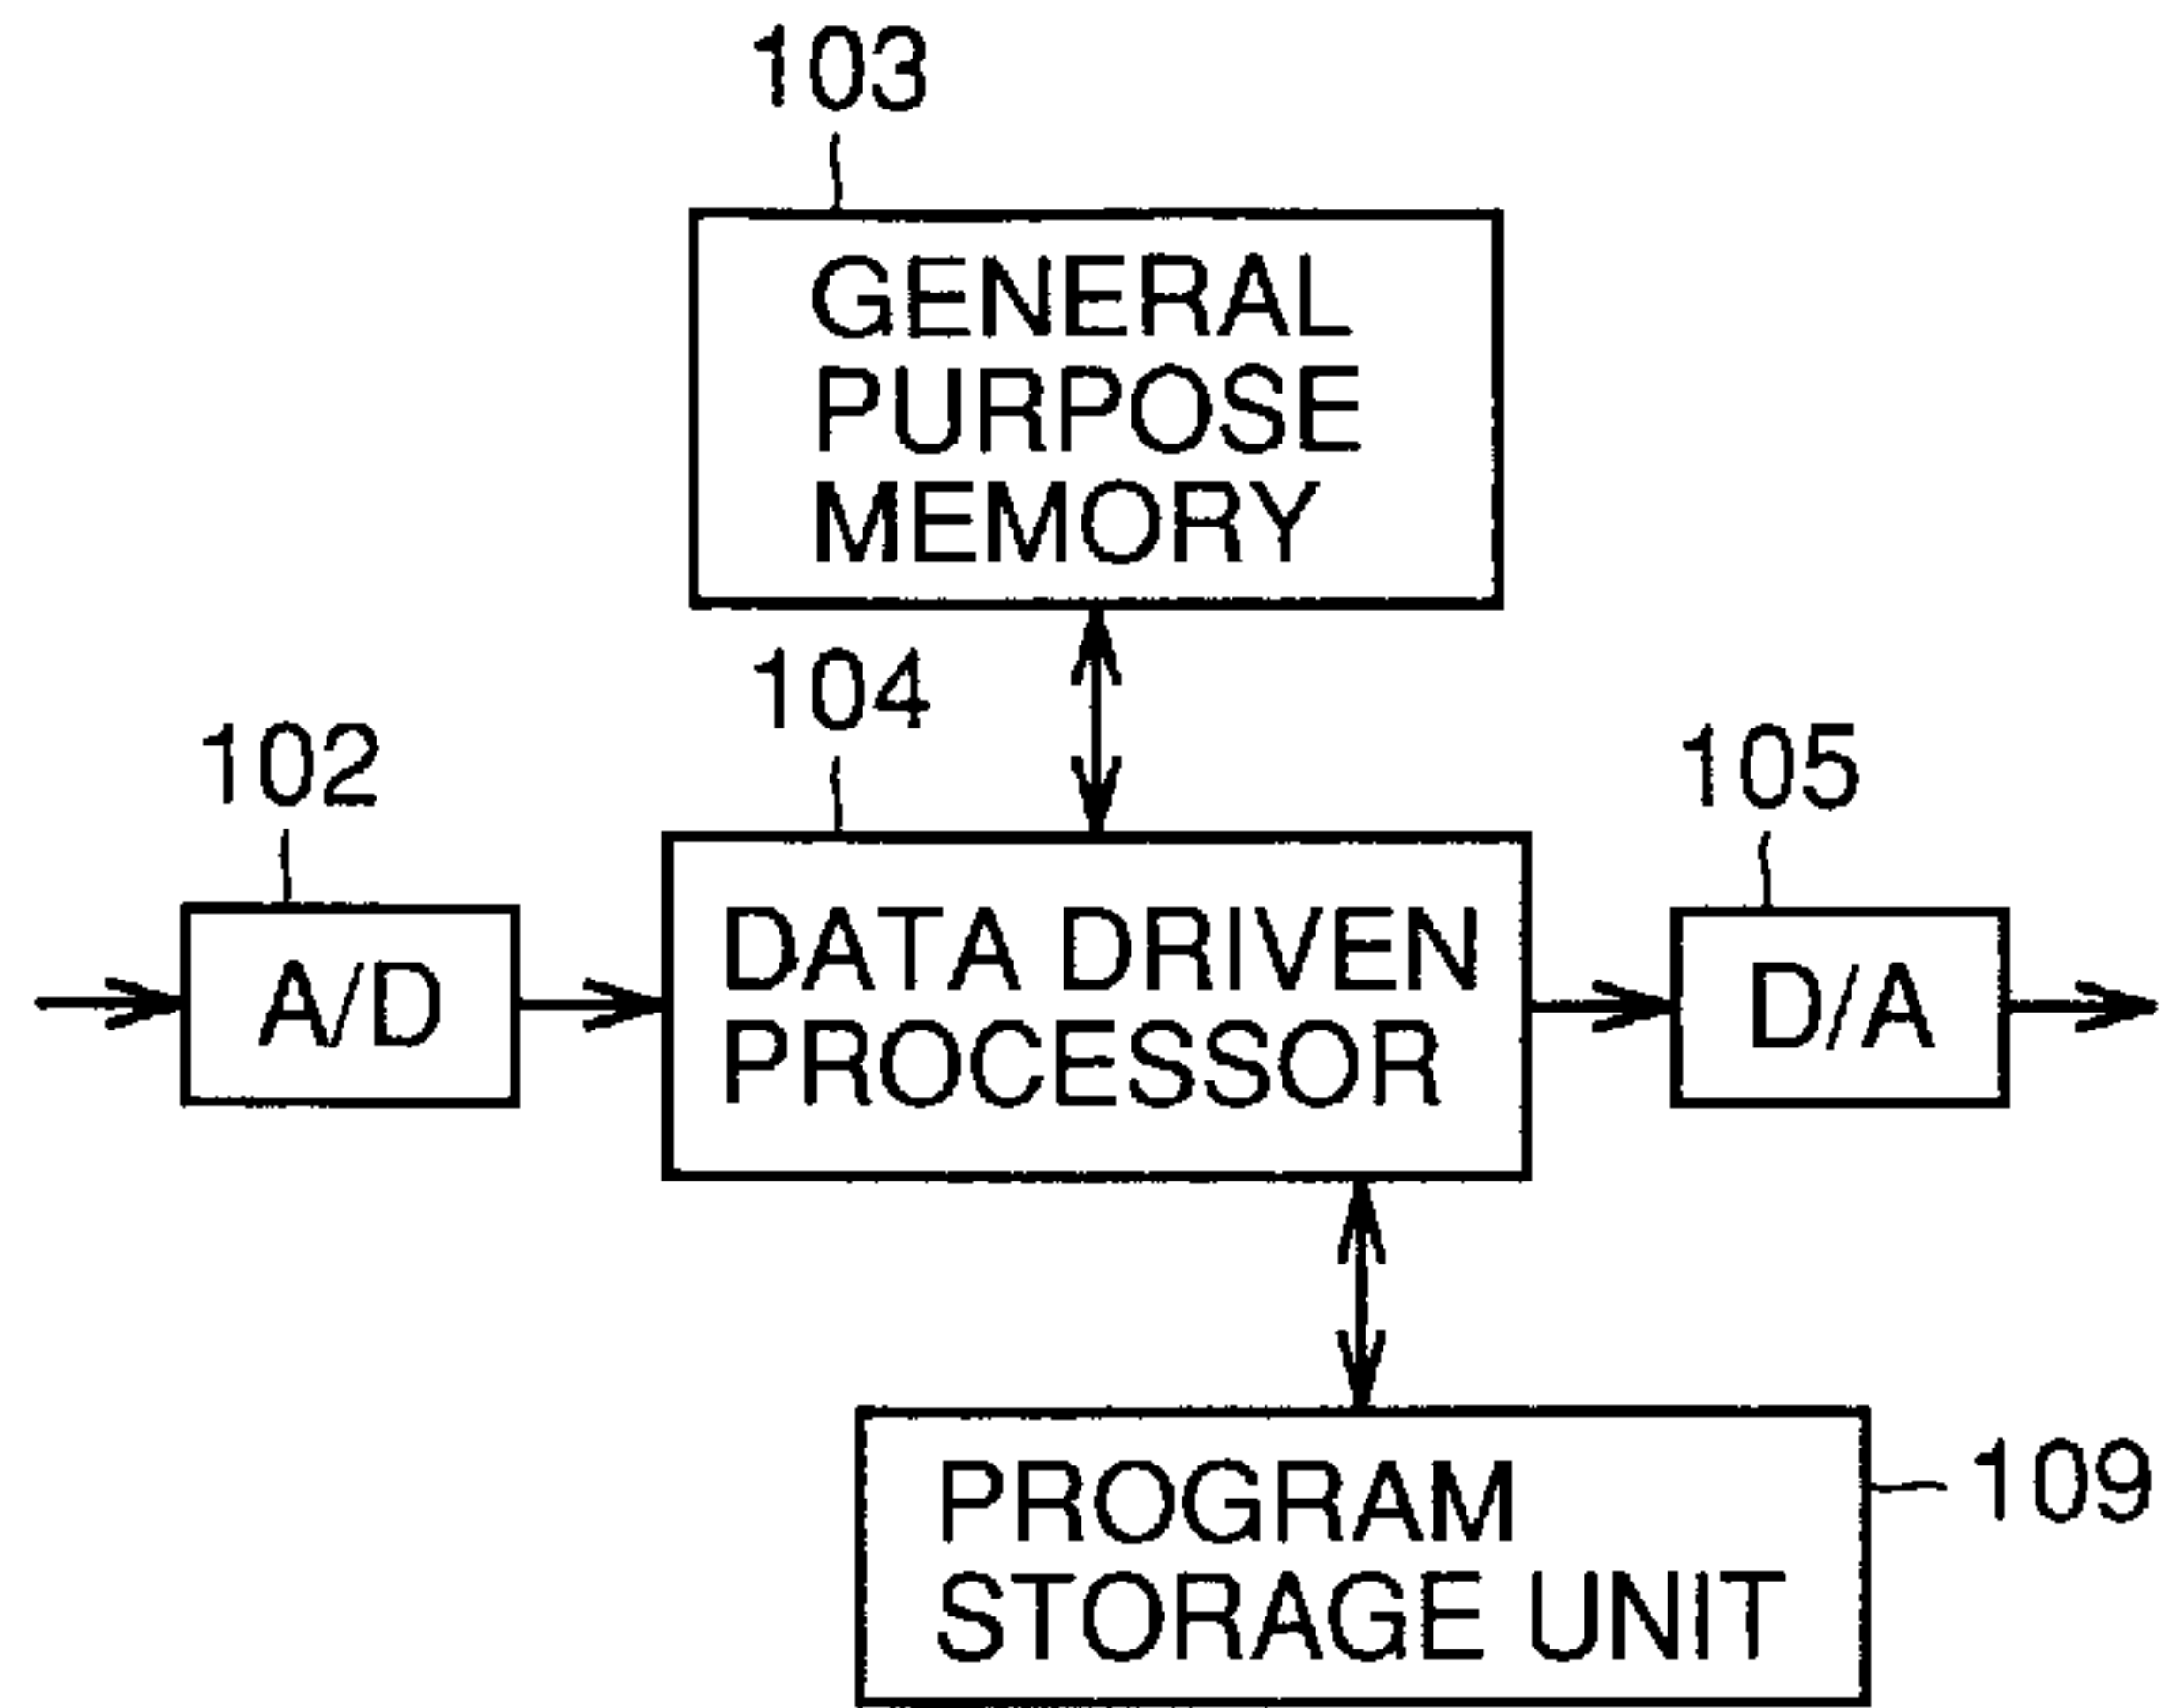 103
GENERAL
PURPOSE
MEMORY
104
102
105
A/D
DATA DRIVEN
PROCESSOR
D/A
PROGRAM
STORAGE UNIT
109